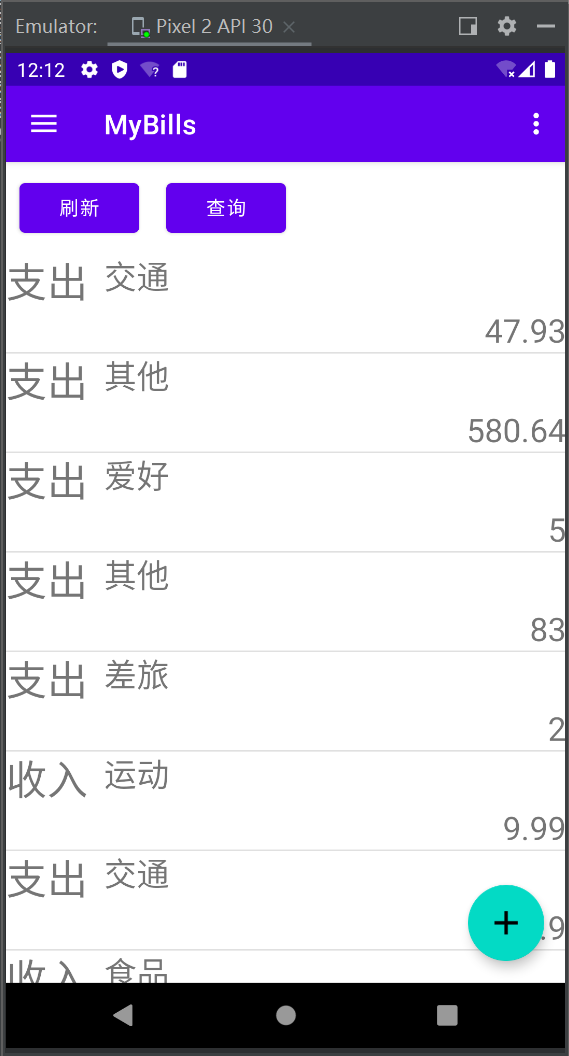 Emulator: Pixel 2 API 30
12:12
MyBills
刷新 查询
支出 交通
47.93
支出 其他
580.64
支出 爱好
5
支出 其他
83
支出 差旅
2
收入 运动
9.99
支出 交通
.9
收入 食品